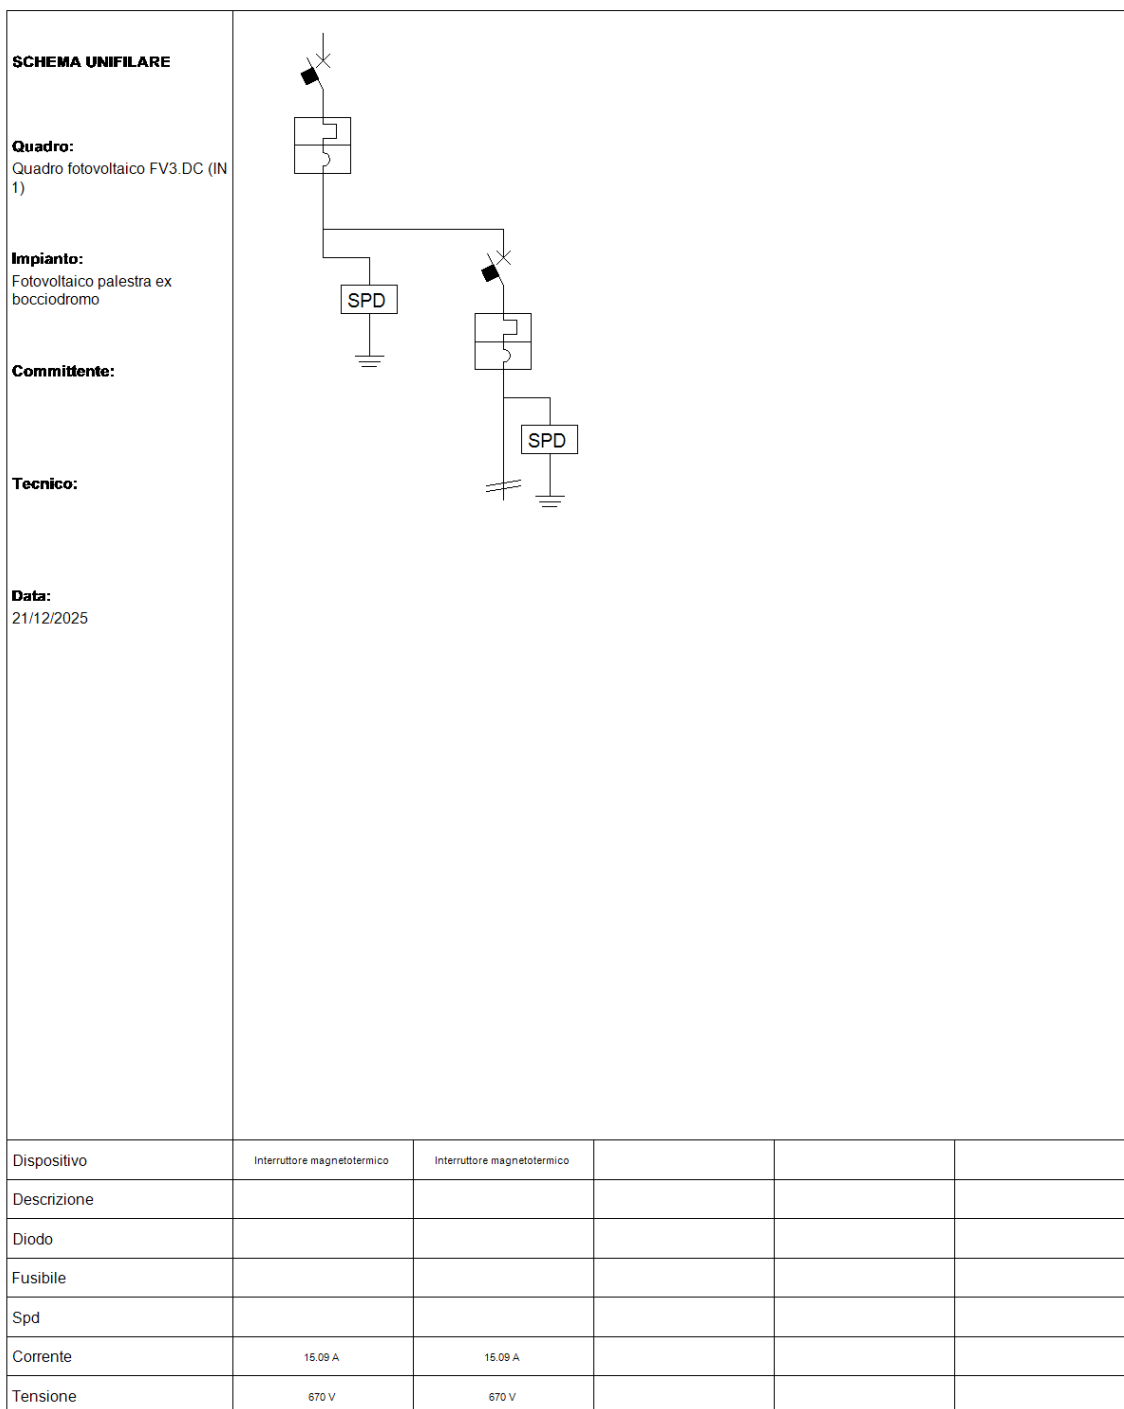 SCHEMA UNIFILARE
Quadro:
Quadro fotovoltaico FV3.DC (IN
1)
Impianto:
Fotovoltaico palestra ex
bocciodromo
Committente:
Tecnico:
Data:
21/12/2025
SPD
SPD
Dispositivo Interruttore magnetotermico Interruttore magnetotermico
Descrizione
Diodo
Fusibile
Spd
Corrente 15.09 A 15.09 A
Tensione 670 V 670 V